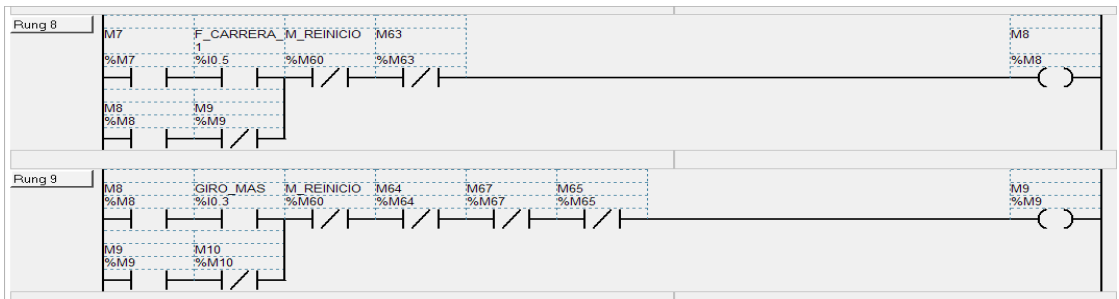 Rung 8
M7 F_CARRERA_ M_REINICIO M63 M8
1
%M7 %I0.5 %M60 %M63 %M8
M8 M9
%M8 %M9
Rung 9
M8 GIRO_MAS M_REINICIO M64 M67 M65 M9
%M8 %I0.3 %M60 %M64 %M67 %M65 %M9
M9 M10
%M9 %M10